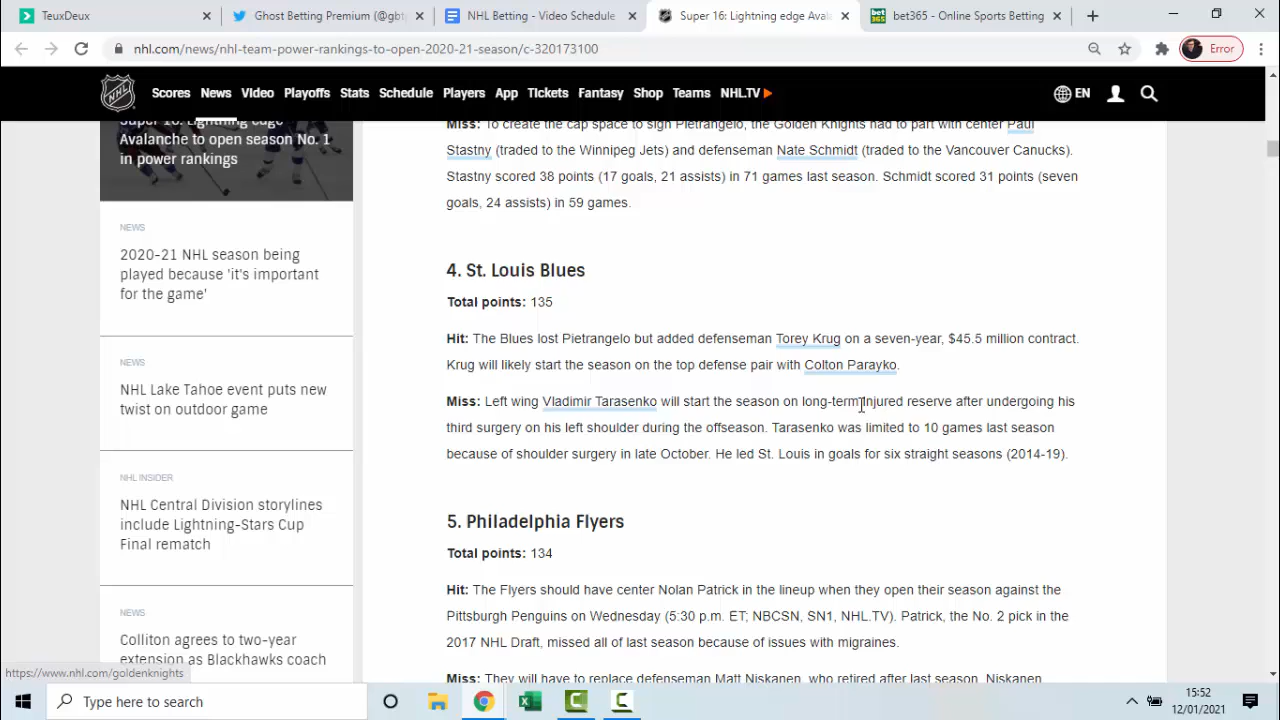 TeuxDeux
Ghost Betting Premium (@g
NHL Betting - Video Schedule
Super 16: Lightning edge Avala
bet365 - Online Sports Betting
nhl.com/news/nhl-team-power-rankings-to-open-2020-21-season/c-320173100
Error
NHL
Scores News Video Playoffs Stats Schedule Players App Tickets Fantasy Shop Teams NHL.TV
EN
Super 16: Lightning edge
Avalanche to open season No. 1
in power rankings
NEWS
2020-21 NHL season being
played because 'it's important
for the game'
NEWS
NHL Lake Tahoe event puts new
twist on outdoor game
NHL INSIDER
NHL Central Division storylines
include Lightning-Stars Cup
Final rematch
NEWS
Colliton agrees to two-year
extension as Blackhawks coach
Miss: To create the cap space to sign Pietrangelo, the Golden Knights had to part with center Paul
Stastny (traded to the Winnipeg Jets) and defenseman Nate Schmidt (traded to the Vancouver Canucks).
Stastny scored 38 points (17 goals, 21 assists) in 71 games last season. Schmidt scored 31 points (seven
goals, 24 assists) in 59 games.
4. St. Louis Blues
Total points: 135
Hit: The Blues lost Pietrangelo but added defenseman Torey Krug on a seven-year, $45.5 million contract.
Krug will likely start the season on the top defense pair with Colton Parayko.
Miss: Left wing Vladimir Tarasenko will start the season on long-term injured reserve after undergoing his
third surgery on his left shoulder during the offseason. Tarasenko was limited to 10 games last season
because of shoulder surgery in late October. He led St. Louis in goals for six straight seasons (2014-19).
5. Philadelphia Flyers
Total points: 134
Hit: The Flyers should have center Nolan Patrick in the lineup when they open their season against the
Pittsburgh Penguins on Wednesday (5:30 p.m. ET; NBCSN, SN1, NHL.TV). Patrick, the No. 2 pick in the
2017 NHL Draft, missed all of last season because of issues with migraines.
Miss: They will have to replace defenseman Matt Niskanen, who retired after last season. Niskanen
https://www.nhl.com/goldenknights
Type here to search
15:52
12/01/2021